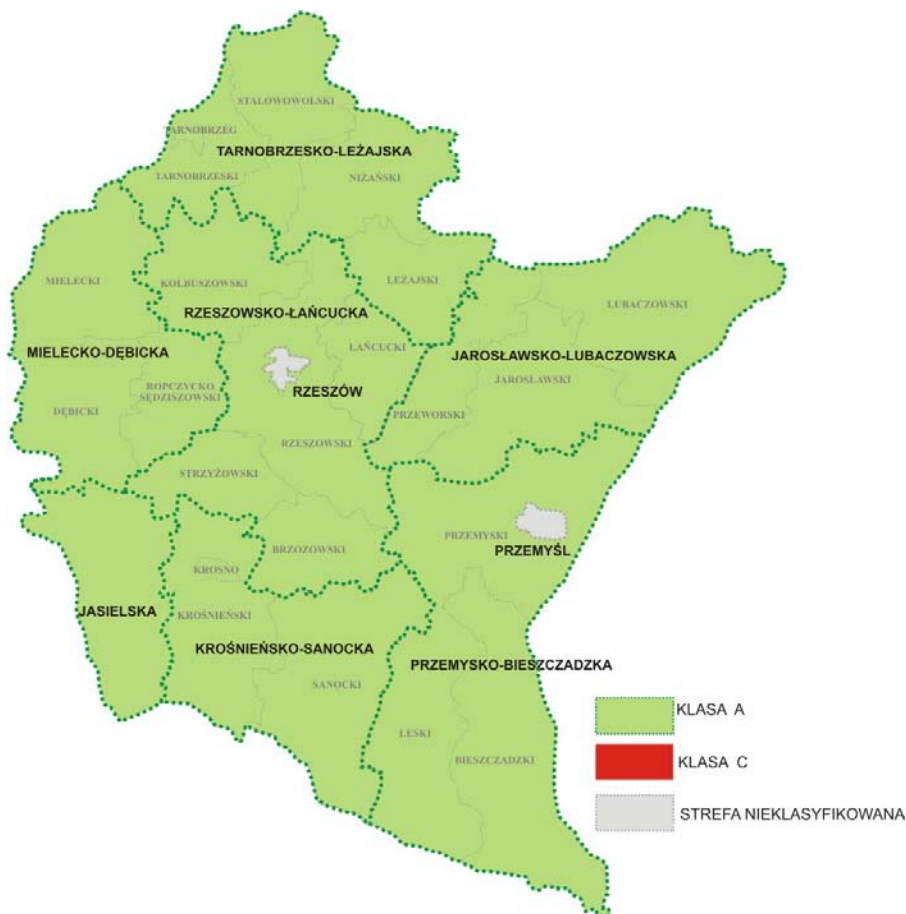 STALOWOWOLSKI
TARNOBRZEG
TARNOBRZESKO-LEŻAJSKA
TARNOBRZESKI
NIŻAŃSKI
MIELECKI
KOLBUSZOWSKI
LEŻAJSKI
LUBACZOWSKI
RZESZOWSKO-ŁAŃCUCKA
ŁAŃCUCKI
MIELECKO-DĘBICKA
JAROSŁAWSKO-LUBACZOWSKA
JAROSŁAWSKI
ROPCZYCKO
SĘDZISZOWSKI
RZESZÓW
DĘBICKI
PRZEWORSKI
RZESZOWSKI
STRZYŻOWSKI
PRZEMYSKI
BRZOZOWSKI
PRZEMYŚL
KROSNO
JASIELSKA
KROŚNIEŃSKI
KROŚNIEŃSKO-SANOCKA
PRZEMYSKO-BIESZCZADZKA
SANOCKI
LESKI
BIESZCZADZKI
KLASA A
KLASA C
STREFA NIEKLASYFIKOWANA